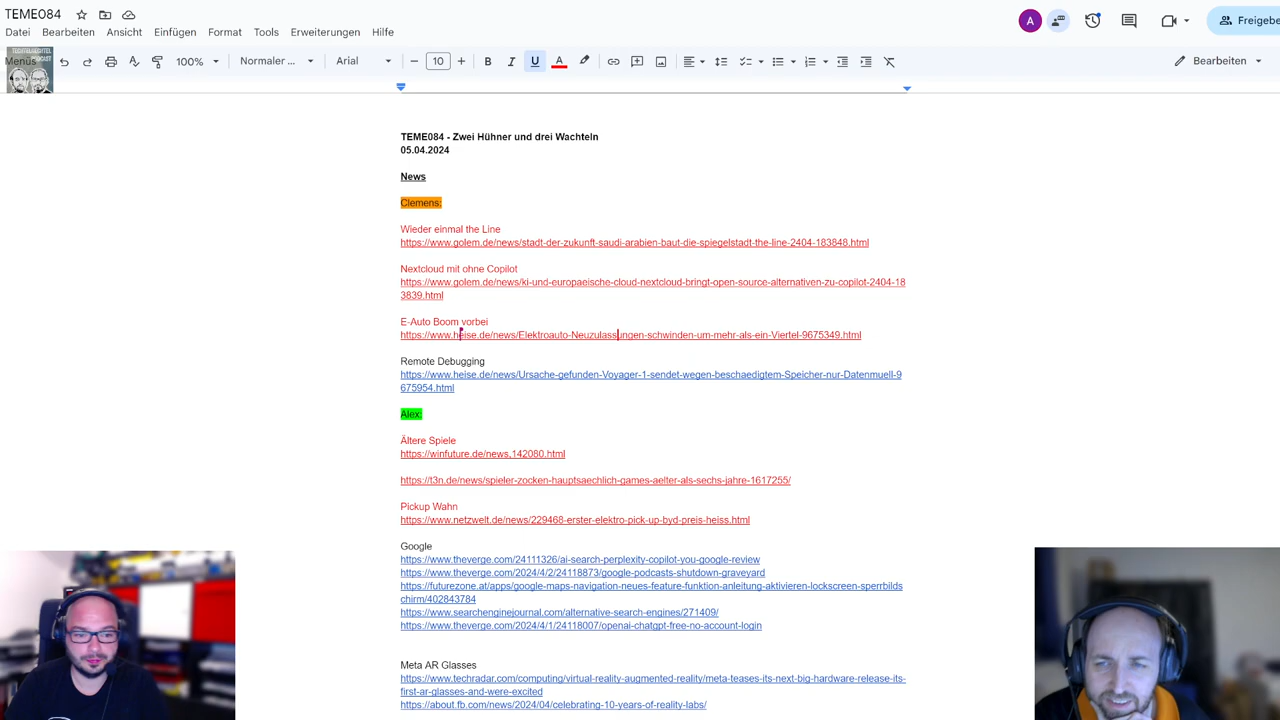 TEME084
Datei Bearbeiten Ansicht Einfügen Format Tools Erweiterungen Hilfe
A
Freigebe
Menüs
100% Normaler ... Arial 10 B I U A
Bearbeiten
TEME084 - Zwei Hühner und drei Wachteln
05.04.2024
News
Clemens:
Wieder einmal the Line
https://www.golem.de/news/stadt-der-zukunft-saudi-arabien-baut-die-spiegelstadt-the-line-2404-183848.html
Nextcloud mit ohne Copilot
https://www.golem.de/news/ki-und-europaeische-cloud-nextcloud-bringt-open-source-alternativen-zu-copilot-2404-18
3839.html
E-Auto Boom vorbei
https://www.heise.de/news/Elektroauto-Neuzulassungen-schwinden-um-mehr-als-ein-Viertel-9675349.html
Remote Debugging
https://www.heise.de/news/Ursache-gefunden-Voyager-1-sendet-wegen-beschaedigtem-Speicher-nur-Datenmuell-9
675954.html
Alex:
Ältere Spiele
https://winfuture.de/news,142080.html
https://t3n.de/news/spieler-zocken-hauptsaechlich-games-aelter-als-sechs-jahre-1617255/
Pickup Wahn
https://www.netzwelt.de/news/229468-erster-elektro-pick-up-byd-preis-heiss.html
Google
https://www.theverge.com/24111326/ai-search-perplexity-copilot-you-google-review
https://www.theverge.com/2024/4/2/24118873/google-podcasts-shutdown-graveyard
https://futurezone.at/apps/google-maps-navigation-neues-feature-funktion-anleitung-aktivieren-lockscreen-sperrbilds
chirm/402843784
https://www.searchenginejournal.com/alternative-search-engines/271409/
https://www.theverge.com/2024/4/1/24118007/openai-chatgpt-free-no-account-login
Meta AR Glasses
https://www.techradar.com/computing/virtual-reality-augmented-reality/meta-teases-its-next-big-hardware-release-its-
first-ar-glasses-and-were-excited
https://about.fb.com/news/2024/04/celebrating-10-years-of-reality-labs/